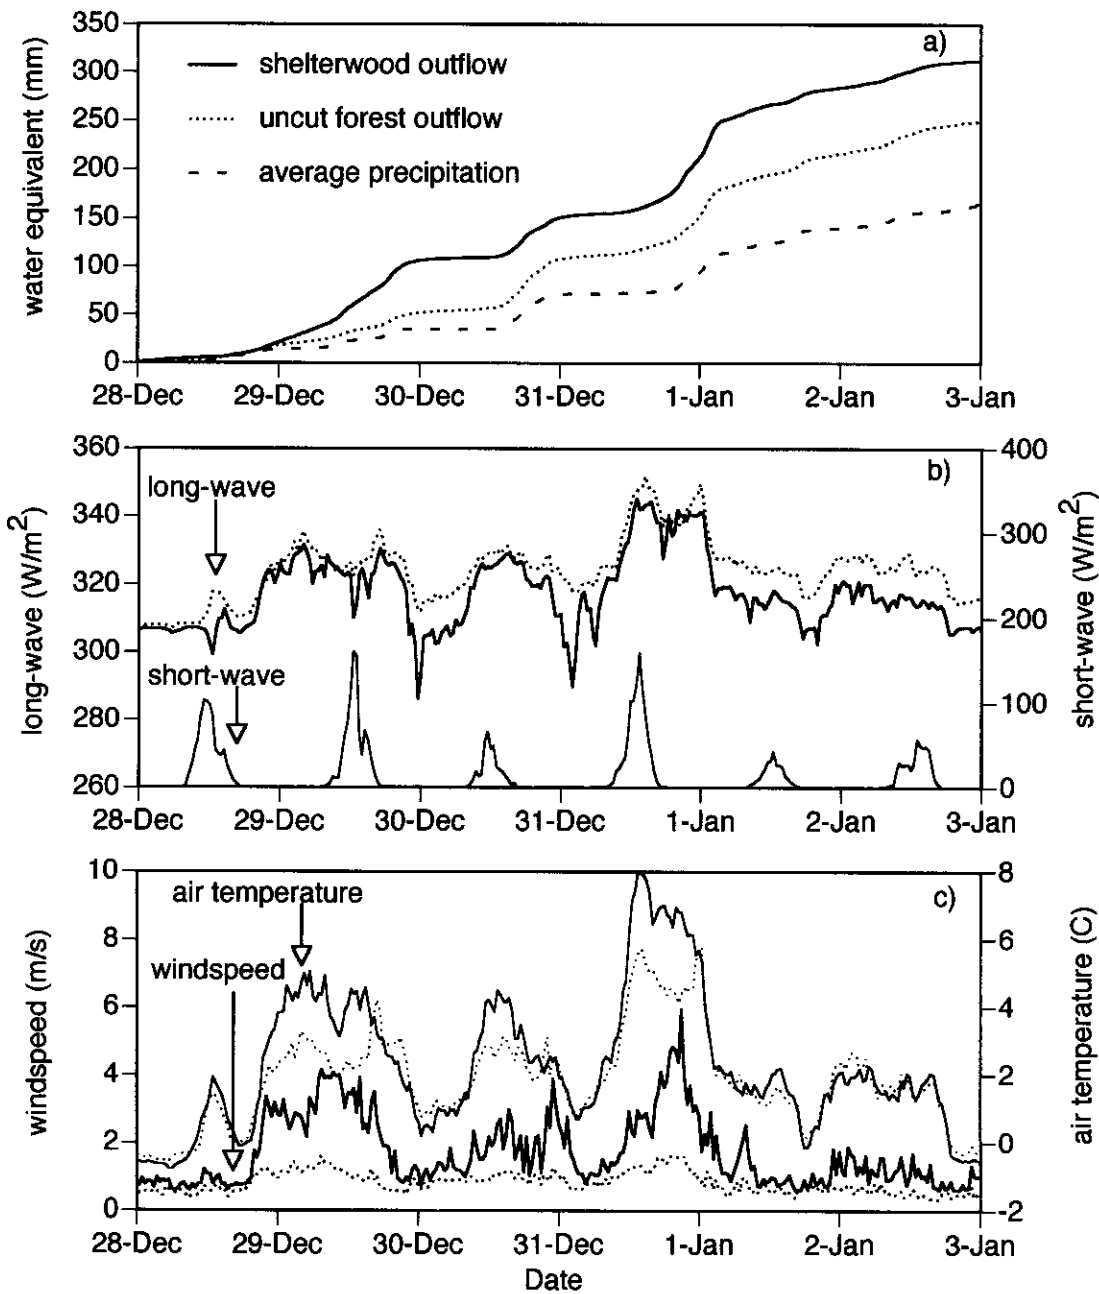 350
300
250
200
150
100
50
0
water equivalent (mm)
a)
shelterwood outflow
uncut forest outflow
average precipitation
28-Dec 29-Dec 30-Dec 31-Dec 1-Jan 2-Jan 3-Jan
360
340
320
300
280
260
long-wave (W/m2)
b)
long-wave
short-wave
400
300
200
100
0
short-wave (W/m2)
28-Dec 29-Dec 30-Dec 31-Dec 1-Jan 2-Jan 3-Jan
10
8
6
4
2
0
windspeed (m/s)
c)
air temperature
windspeed
8
6
4
2
0
-2
air temperature (C)
28-Dec 29-Dec 30-Dec 31-Dec 1-Jan 2-Jan 3-Jan
Date